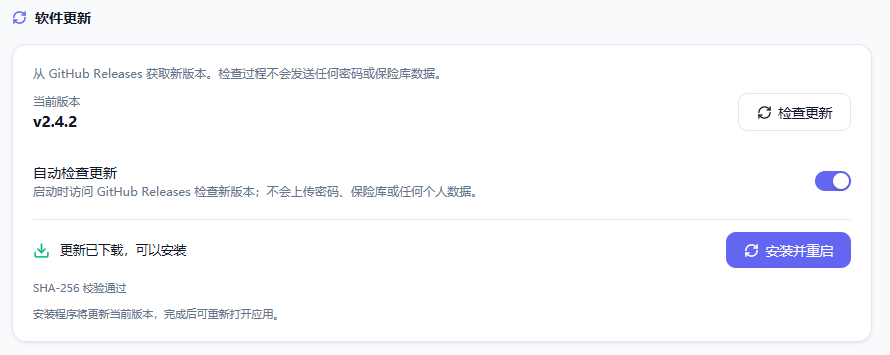 软件更新
从 GitHub Releases 获取新版本。检查过程不会发送任何密码或保险库数据。
当前版本
v2.4.2
检查更新
自动检查更新
启动时访问 GitHub Releases 检查新版本；不会上传密码、保险库或任何个人数据。
更新已下载，可以安装
安装并重启
SHA-256 校验通过
安装程序将更新当前版本，完成后可重新打开应用。